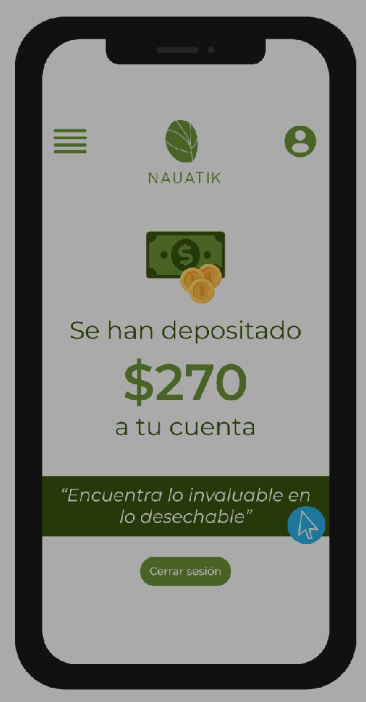 NAUATIK
$
Se han depositado
$270
a tu cuenta
“Encuentra lo invaluable en
lo desechable”
Cerrar sesión